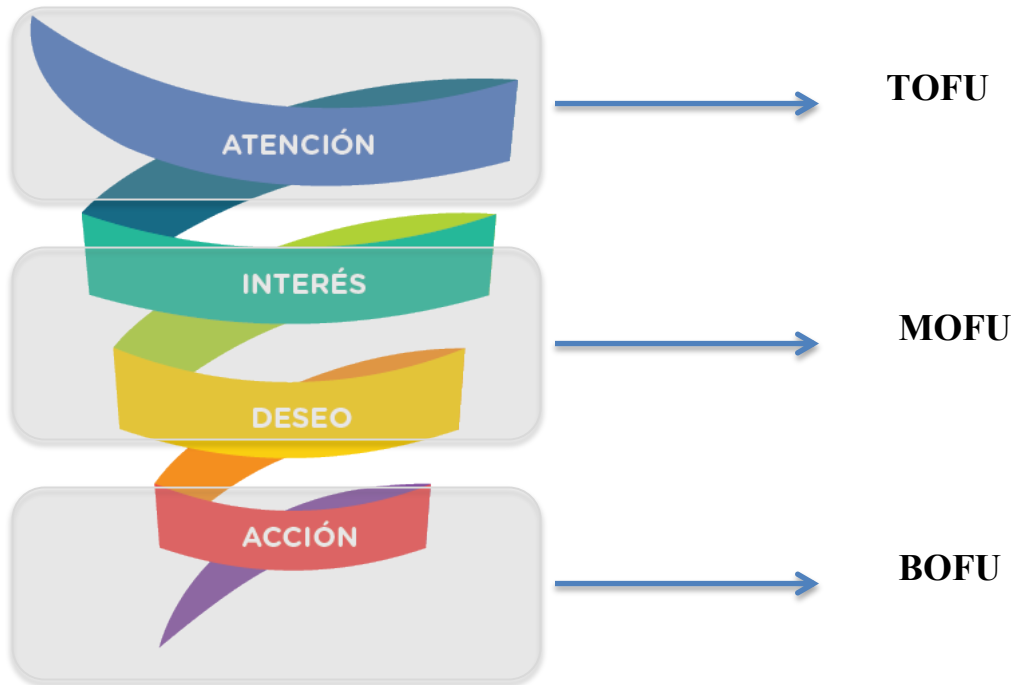 ATENCIÓN
TOFU
INTERÉS
MOFU
DESEO
ACCIÓN
BOFU